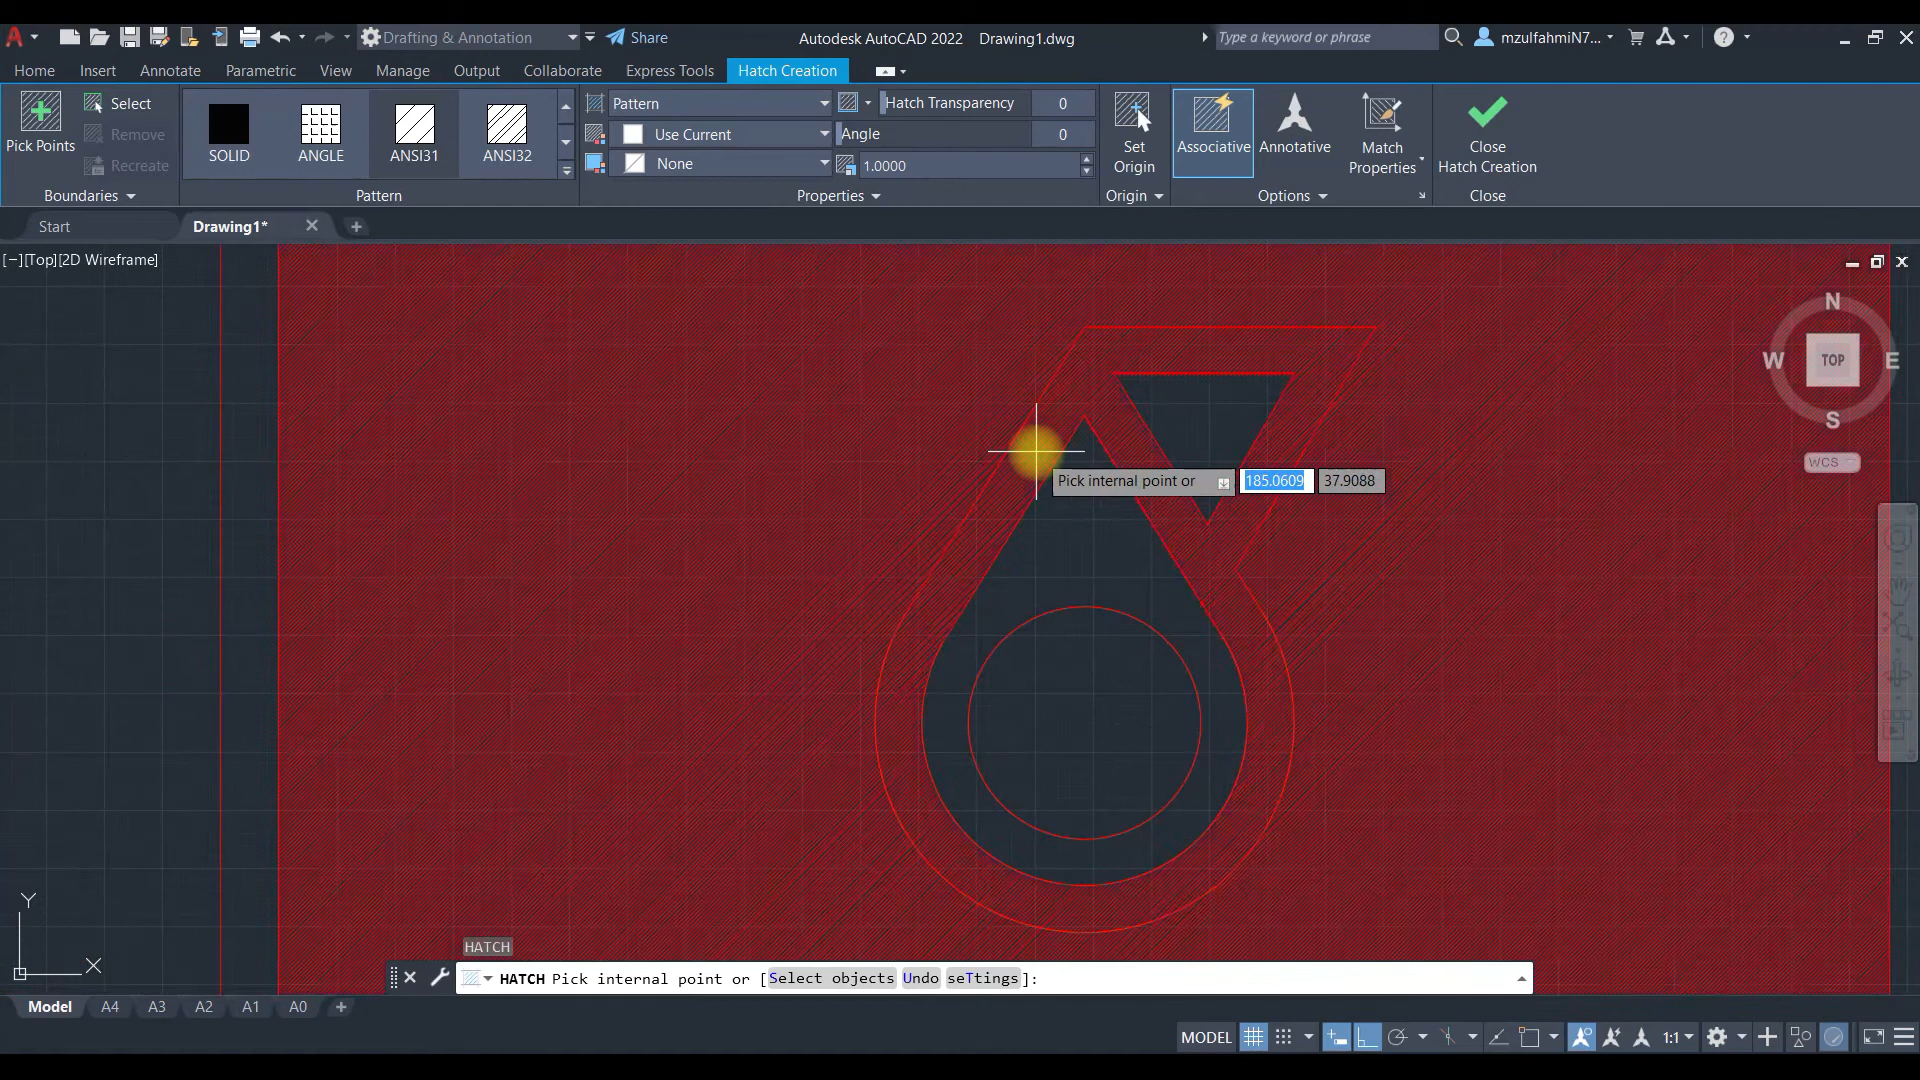 Drafting & Annotation
Share
Autodesk AutoCAD 2022 Drawing1.dwg
Type a keyword or phrase
mzulfahmiN7...
Home Insert Annotate Parametric View Manage Output Collaborate Express Tools Hatch Creation
Pick Points
Select
Remove
Recreate
Boundaries
SOLID ANGLE ANSI31 ANSI32
Pattern
Pattern
Use Current
None
Hatch Transparency 0
Angle 0
1.0000
Properties
Set
Origin
Origin
Associative Annotative
Match
Properties
Options
Close
Hatch Creation
Close
Start Drawing1*
[−][Top][2D Wireframe]
N
W TOP E
S
WCS
Pick internal point or 185.0609 37.9088
Y
X
HATCH
HATCH Pick internal point or [Select objects Undo seTtings]:
Model A4 A3 A2 A1 A0
MODEL 1:1